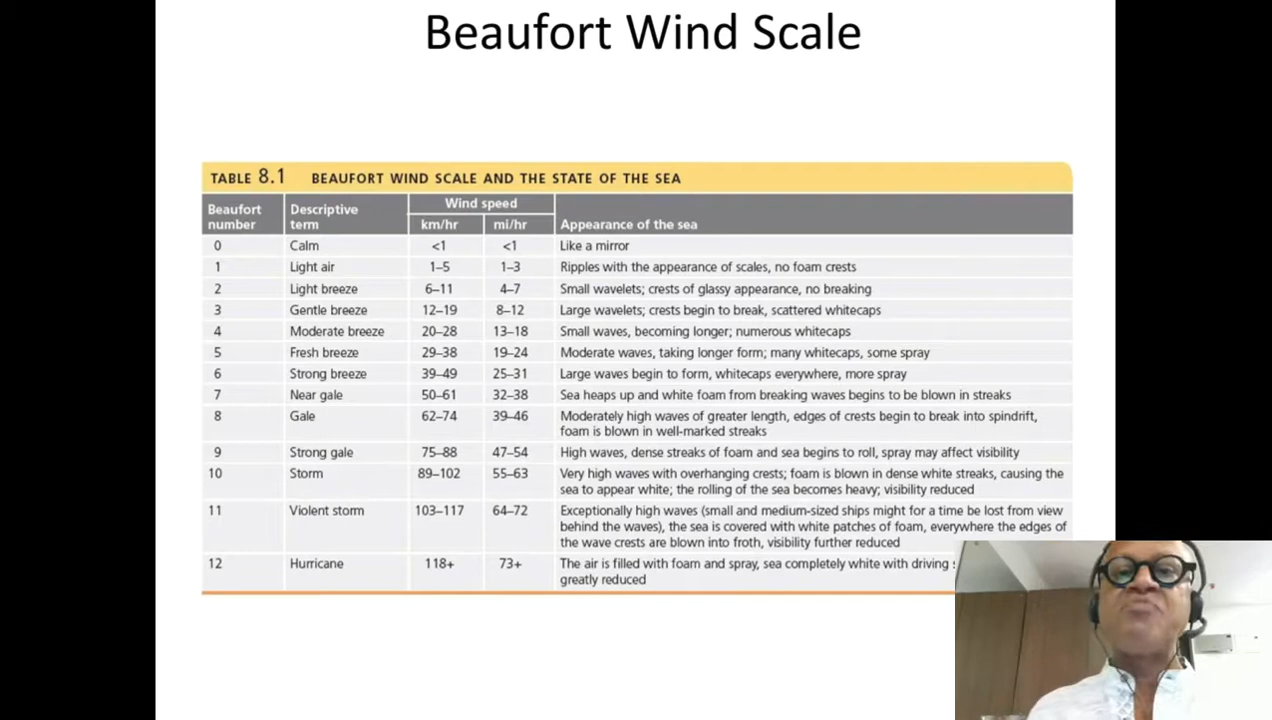 Beaufort Wind Scale
TABLE 8.1 BEAUFORT WIND SCALE AND THE STATE OF THE SEA
Beaufort number Descriptive term Wind speed km/hr mi/hr Appearance of the sea
0 Calm <1 <1 Like a mirror
1 Light air 1–5 1–3 Ripples with the appearance of scales, no foam crests
2 Light breeze 6–11 4–7 Small wavelets; crests of glassy appearance, no breaking
3 Gentle breeze 12–19 8–12 Large wavelets; crests begin to break, scattered whitecaps
4 Moderate breeze 20–28 13–18 Small waves, becoming longer; numerous whitecaps
5 Fresh breeze 29–38 19–24 Moderate waves, taking longer form; many whitecaps, some spray
6 Strong breeze 39–49 25–31 Large waves begin to form, whitecaps everywhere, more spray
7 Near gale 50–61 32–38 Sea heaps up and white foam from breaking waves begins to be blown in streaks
8 Gale 62–74 39–46 Moderately high waves of greater length, edges of crests begin to break into spindrift,
foam is blown in well-marked streaks
9 Strong gale 75–88 47–54 High waves, dense streaks of foam and sea begins to roll, spray may affect visibility
10 Storm 89–102 55–63 Very high waves with overhanging crests; foam is blown in dense white streaks, causing the
sea to appear white; the rolling of the sea becomes heavy; visibility reduced
11 Violent storm 103–117 64–72 Exceptionally high waves (small and medium-sized ships might for a time be lost from view
behind the waves), the sea is covered with white patches of foam, everywhere the edges of
the wave crests are blown into froth, visibility further reduced
12 Hurricane 118+ 73+ The air is filled with foam and spray, sea completely white with driving
greatly reduced